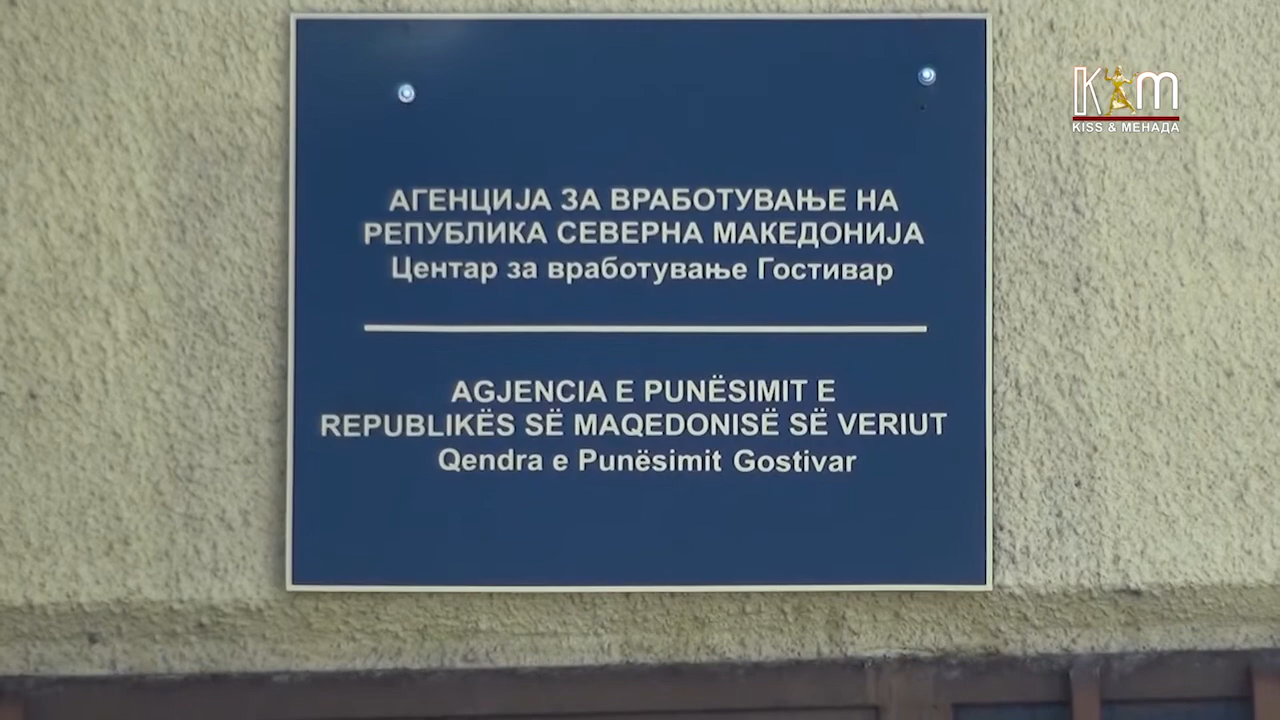 KM
KISS & МЕНАДА
АГЕНЦИЈА ЗА ВРАБОТУВАЊЕ НА
РЕПУБЛИКА СЕВЕРНА МАКЕДОНИЈА
Центар за вработување Гостивар
AGJENCIA E PUNËSIMIT E
REPUBLIKËS SË MAQEDONISË SË VERIUT
Qendra e Punësimit Gostivar